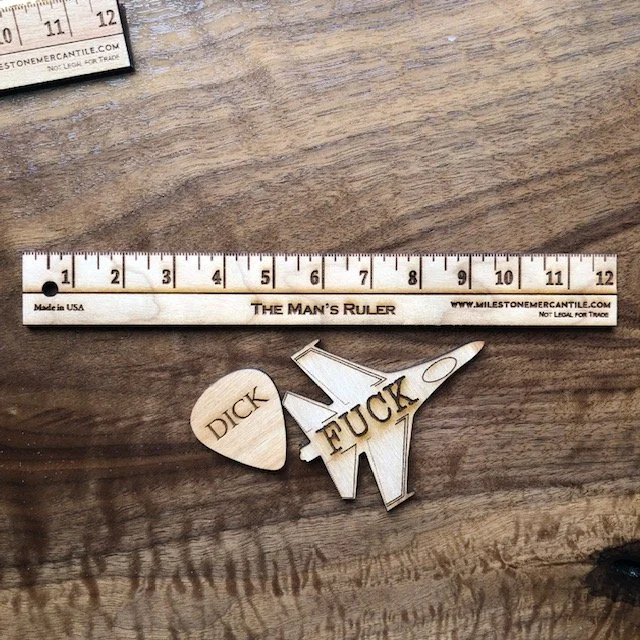 10 11 12
MILESTONEMERCANTILE.COM
NOT LEGAL FOR TRADE
1 2 3 4 5 6 7 8 9 10 11 12
Made in USA
THE MAN'S RULER
WWW.MILESTONEMERCANTILE.COM
NOT LEGAL FOR TRADE
DICK
FUCK